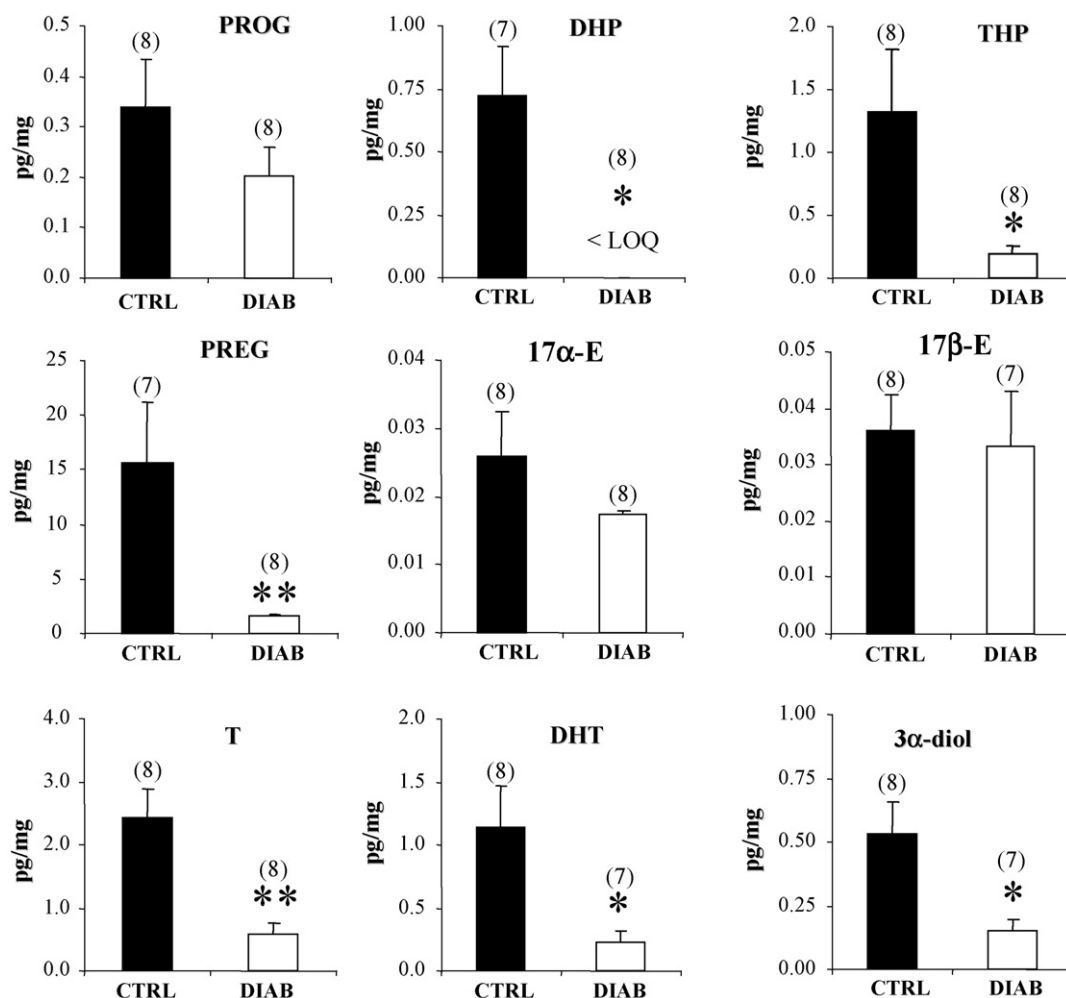 PROG
pg/mg
0.5
0.4
0.3
0.2
0.1
0.0
(8)
(8)
CTRL DIAB
DHP
pg/mg
1.00
0.75
0.50
0.25
0.00
(7)
(8)
*
< LOQ
CTRL DIAB
THP
pg/mg
2.0
1.5
1.0
0.5
0.0
(8)
(8)
*
CTRL DIAB
PREG
pg/mg
25
20
15
10
5
0
(7)
(8)
**
CTRL DIAB
17α-E
pg/mg
0.04
0.03
0.02
0.01
0.00
(8)
(8)
CTRL DIAB
17β-E
pg/mg
0.05
0.04
0.03
0.02
0.01
0.00
(8)
(7)
CTRL DIAB
T
pg/mg
4.0
3.0
2.0
1.0
0.0
(8)
(8)
**
CTRL DIAB
DHT
pg/mg
2.0
1.5
1.0
0.5
0.0
(8)
(7)
*
CTRL DIAB
3α-diol
pg/mg
1.00
0.75
0.50
0.25
0.00
(8)
(7)
*
CTRL DIAB